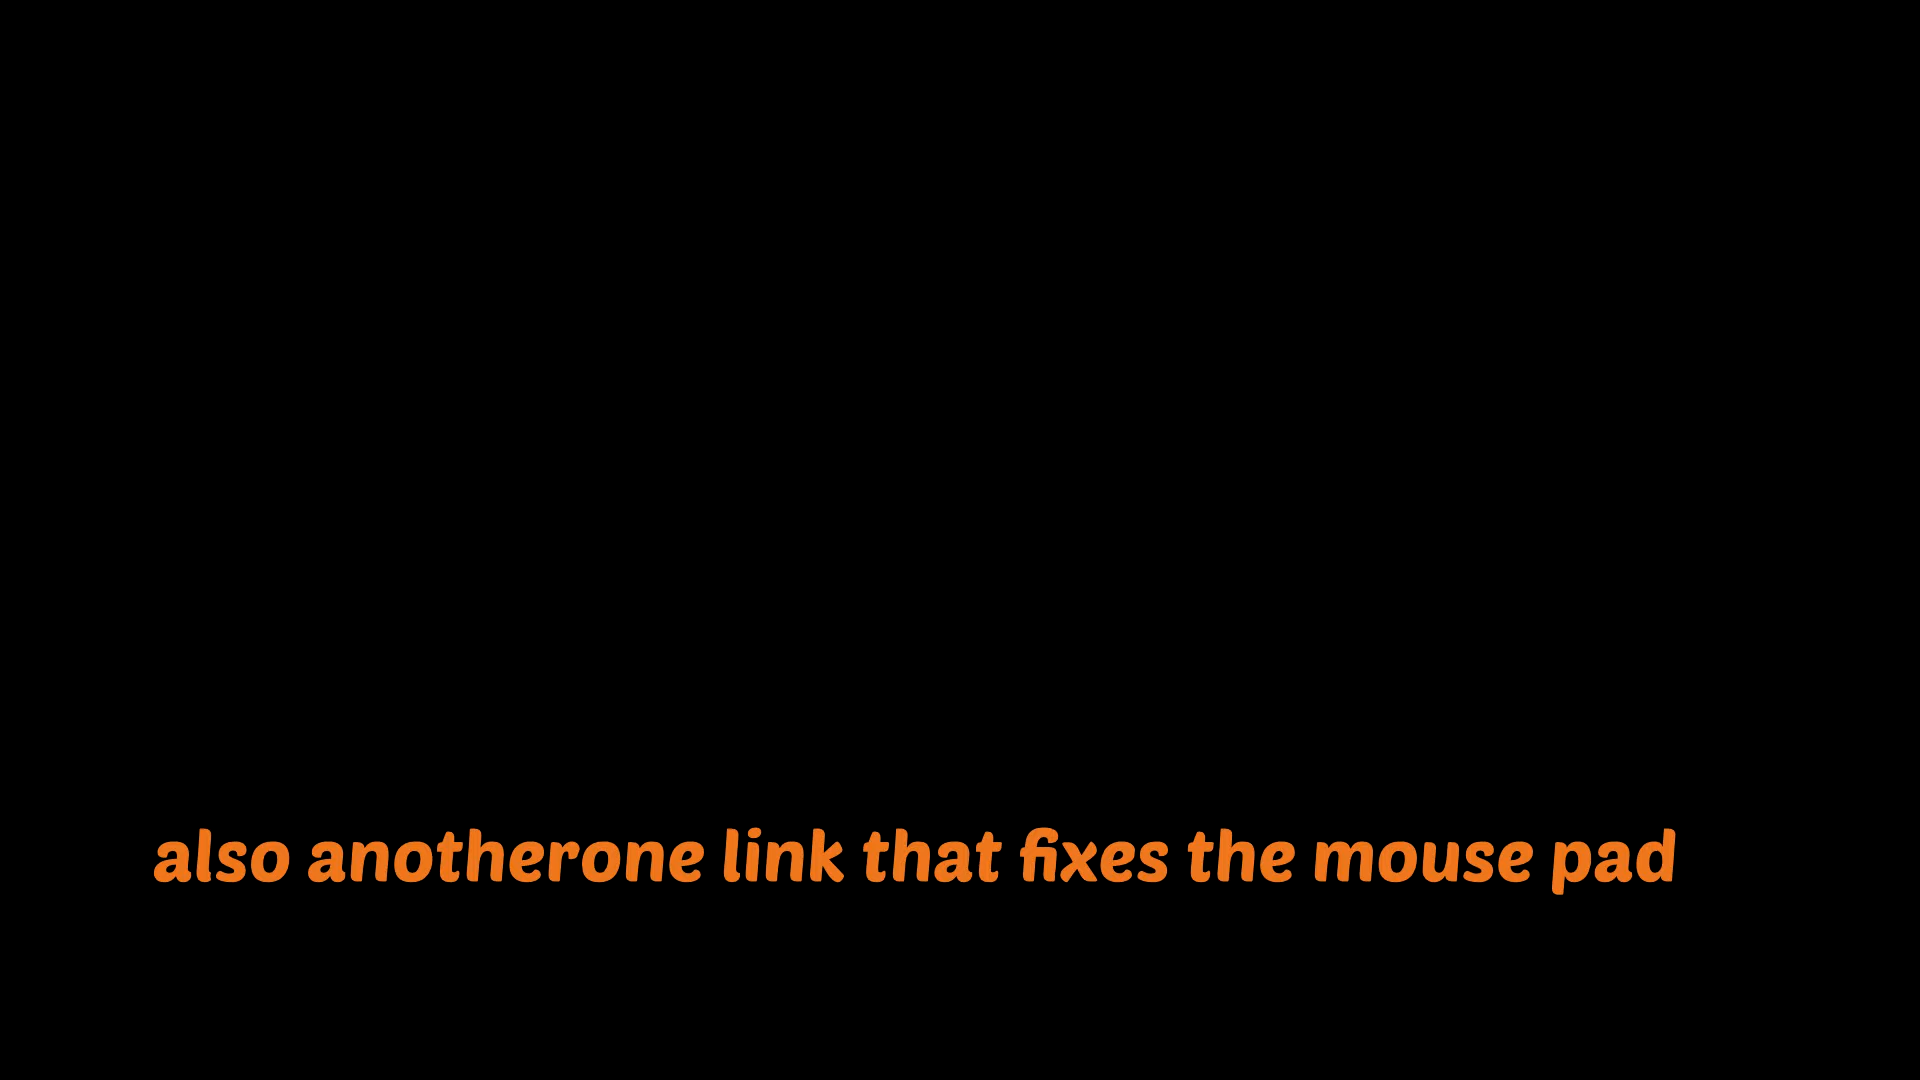 also anotherone link that fixes the mouse pad